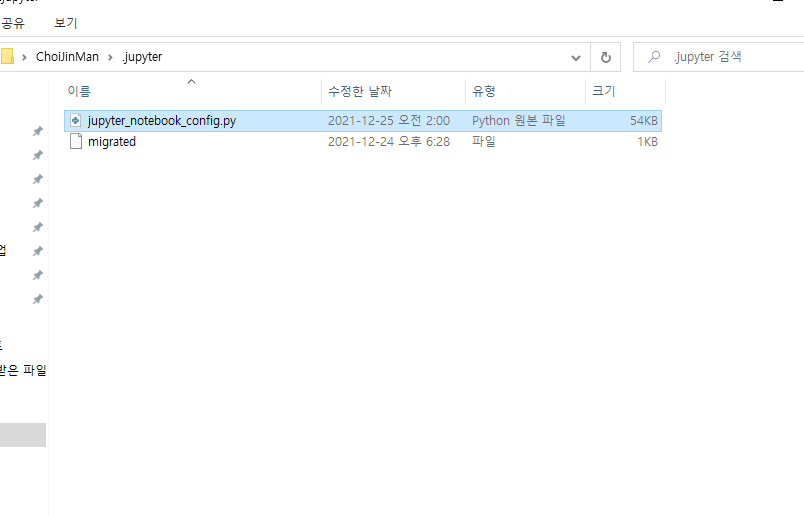 공유 보기
ChoiJinMan > .jupyter
.jupyter 검색
이름 수정한 날짜 유형 크기
jupyter_notebook_config.py 2021-12-25 오전 2:00 Python 원본 파일 54KB
migrated 2021-12-24 오후 6:28 파일 1KB
업
받은 파일